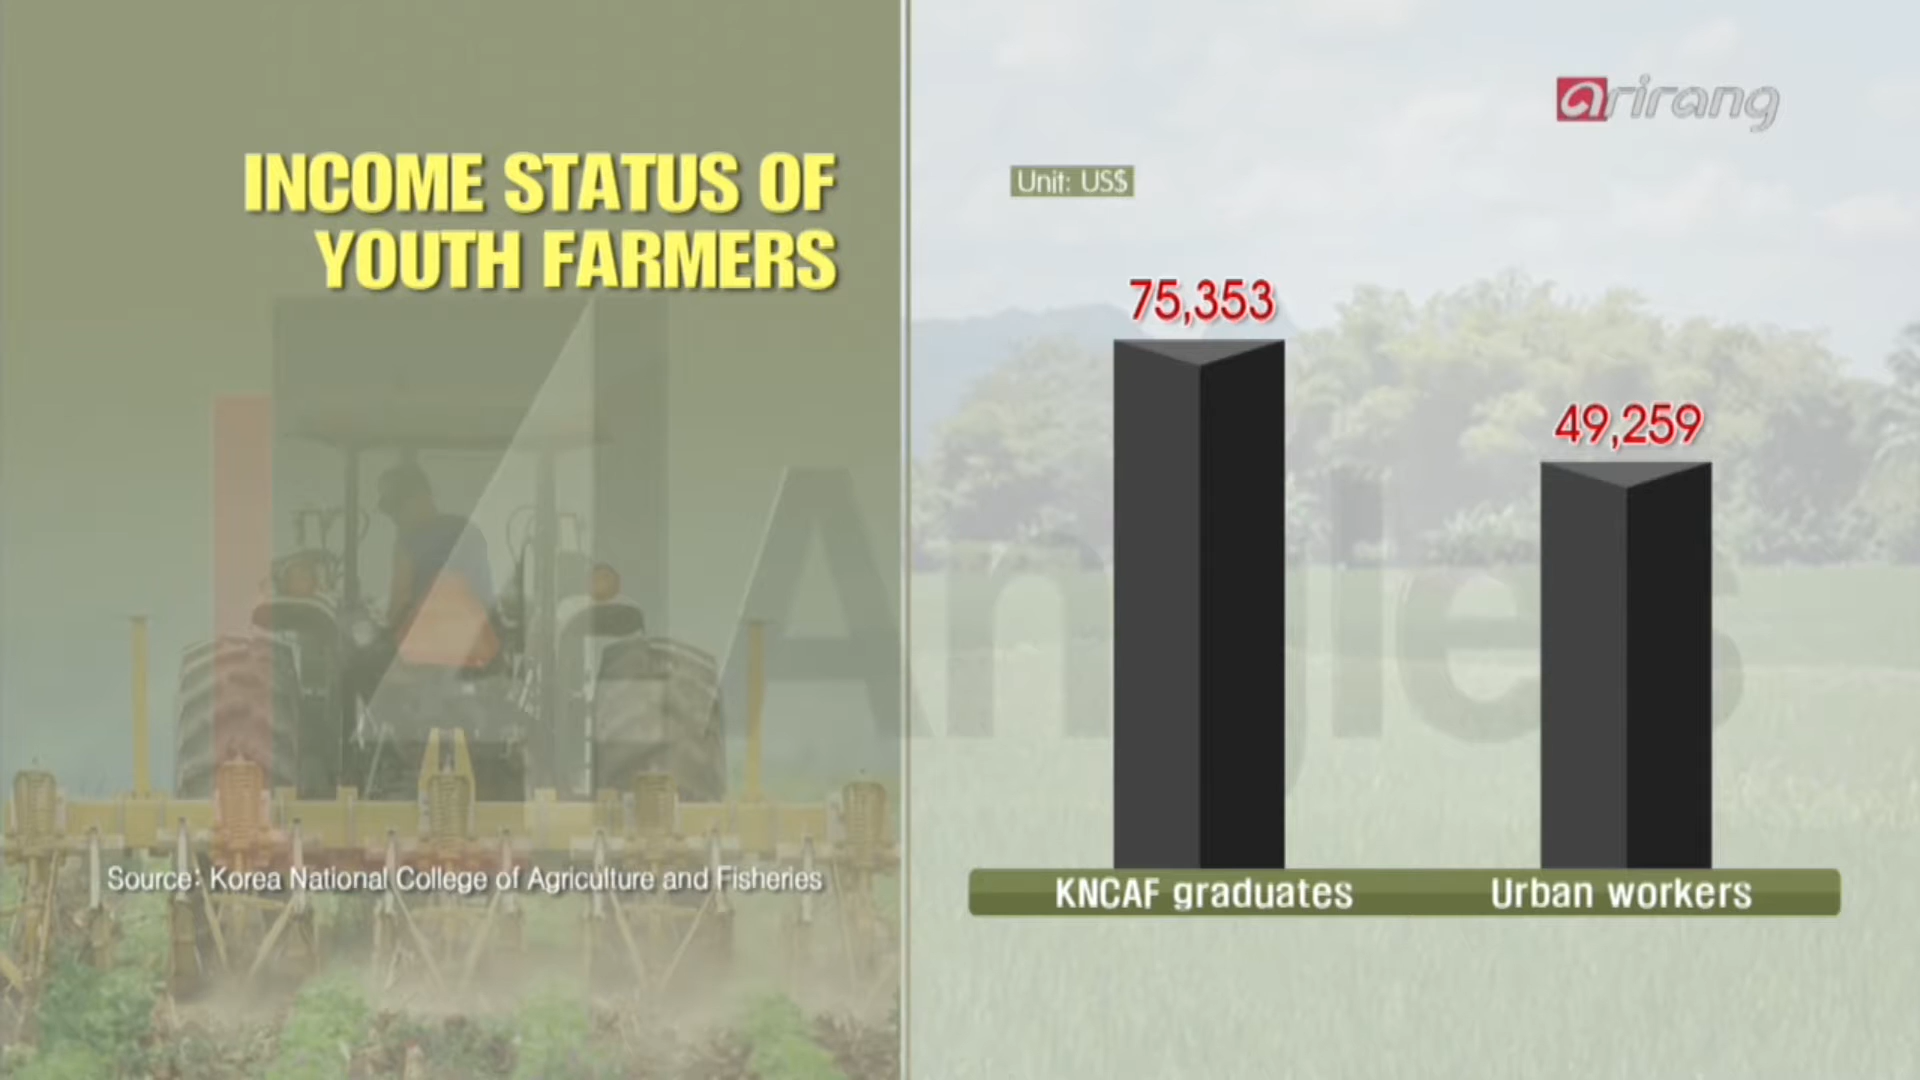 INCOME STATUS OF
YOUTH FARMERS
Source: Korea National College of Agriculture and Fisheries
arirang
Unit: US$
75,353
49,259
KNCAF graduates
Urban workers
Angles